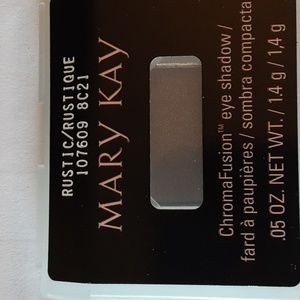 RUSTIC/RUSTIQUE
107609 8C21
MARY KAY
ChromaFusion™ eye shadow /
fard à paupières / sombra compacta
.05 OZ. NET WT. / 1.4 g / 1,4 g